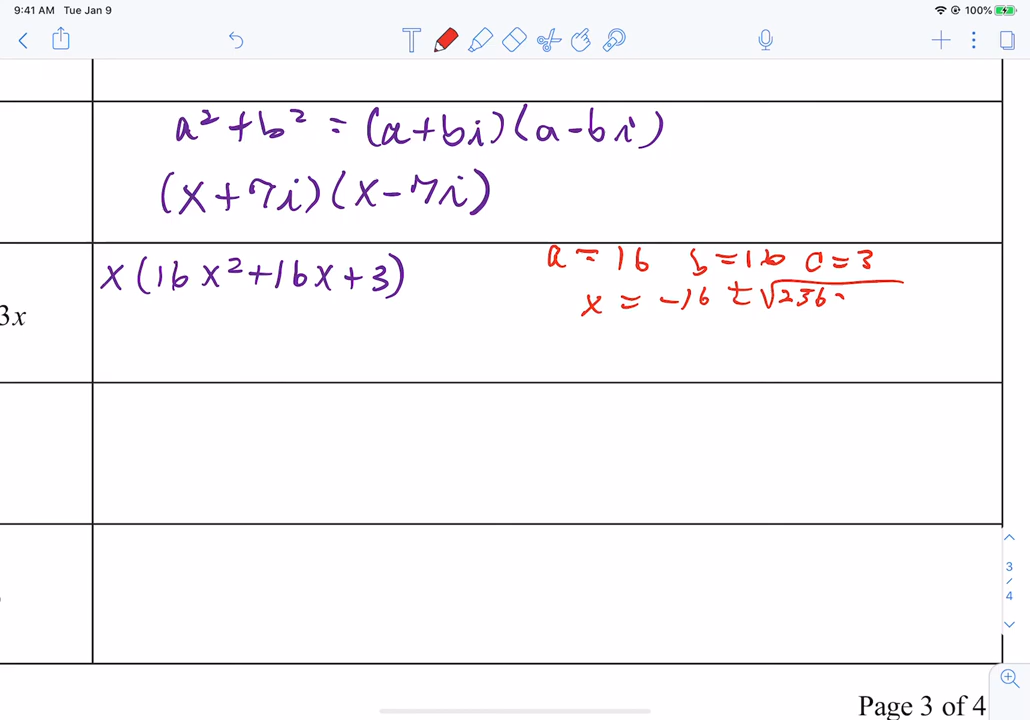 9:41 AM Tue Jan 9
100%
T
a² + b² = (a+bi)(a-bi)
(x+7i)(x-7i)
x(16x²+16x+3)
a = 16 b = 16 c = 3
x = -16 ± √236-
3x
3
/
4
Page 3 of 4